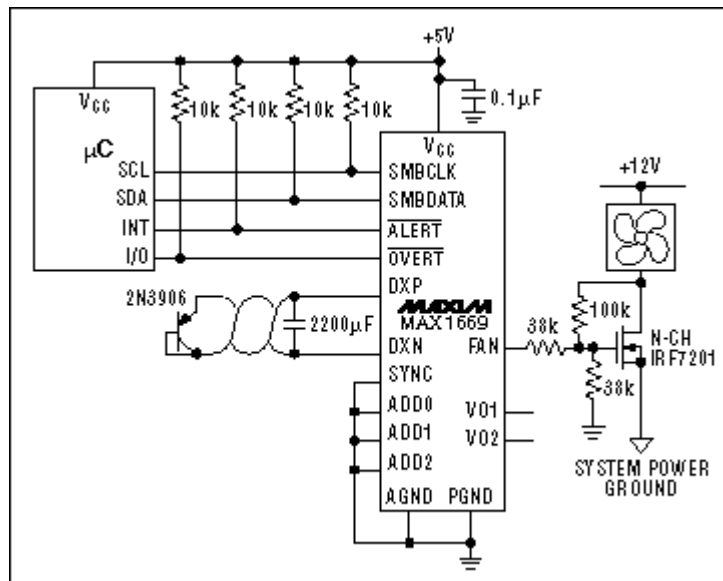 +5V
VCC
10k
10k
10k
10k
0.1µF
µC
VCC
SCL
SMBCLK
SDA
SMBDATA
INT
ALERT
I/O
OVERT
+12V
2N3906
DXP
2200µF
MAXIM
MAX1669
100k
38k
N-CH
IRF7201
DXN
FAN
SYNC
38k
ADD0
VO1
ADD1
VO2
ADD2
AGND
PGND
SYSTEM POWER
GROUND